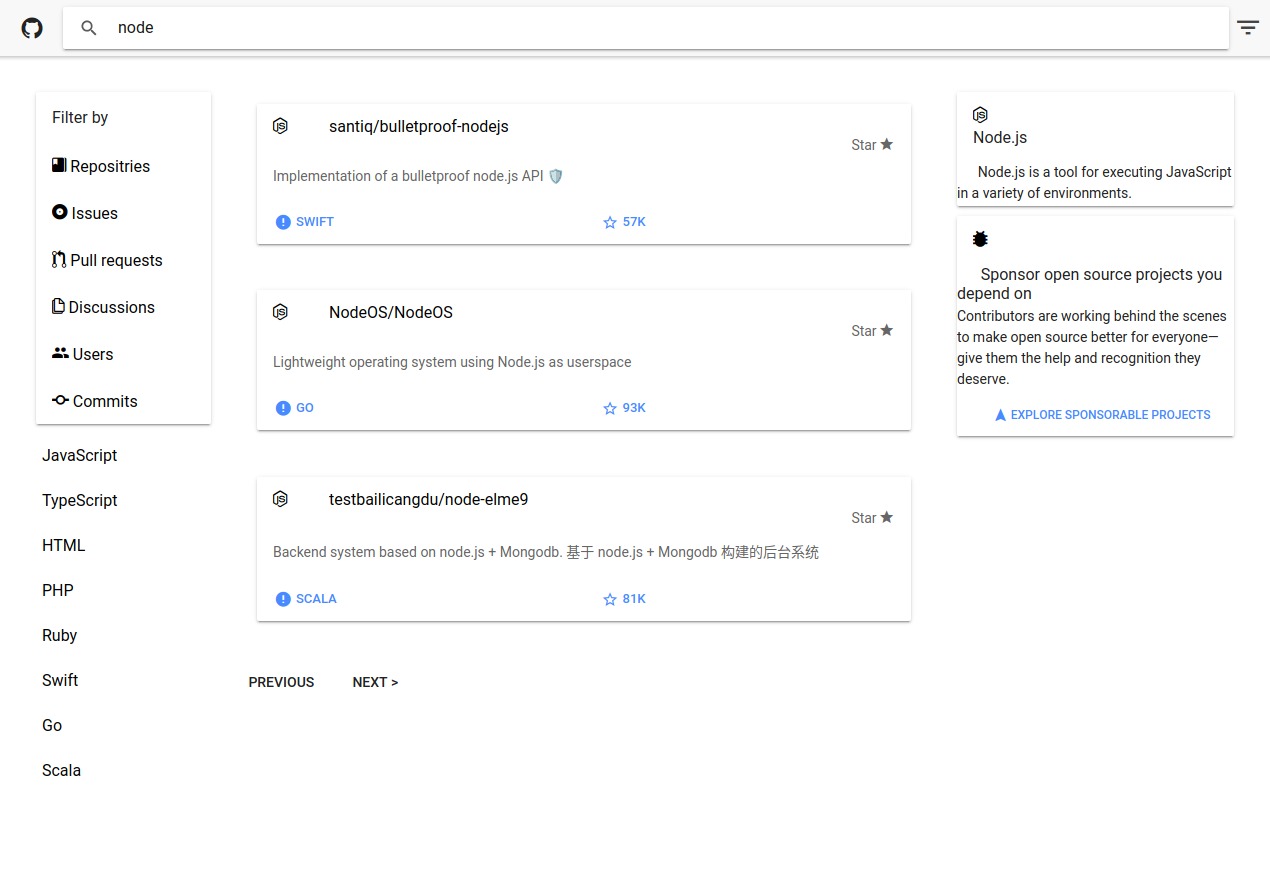 node
Filter by
Repositries
Issues
Pull requests
Discussions
Users
Commits
JavaScript
TypeScript
HTML
PHP
Ruby
Swift
Go
Scala
santiq/bulletproof-nodejs
Star
Implementation of a bulletproof node.js API 🛡️
SWIFT
57K
NodeOS/NodeOS
Star
Lightweight operating system using Node.js as userspace
GO
93K
testbailicangdu/node-elme9
Star
Backend system based on node.js + Mongodb. 基于 node.js + Mongodb 构建的后台系统
SCALA
81K
PREVIOUS
NEXT >
Node.js
Node.js is a tool for executing JavaScript
in a variety of environments.
Sponsor open source projects you
depend on
Contributors are working behind the scenes
to make open source better for everyone—
give them the help and recognition they
deserve.
EXPLORE SPONSORABLE PROJECTS